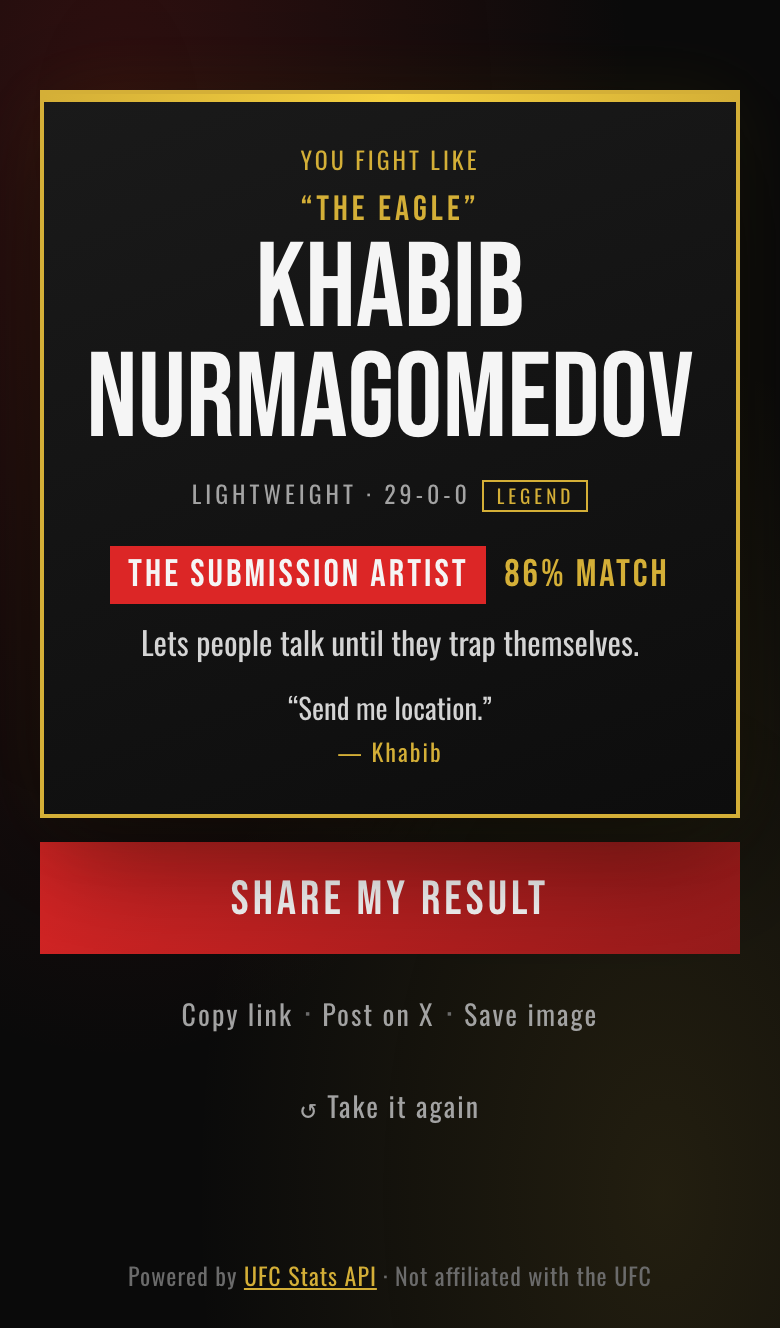 YOU FIGHT LIKE
“THE EAGLE”
KHABIB
NURMAGOMEDOV
LIGHTWEIGHT · 29-0-0 LEGEND
THE SUBMISSION ARTIST 86% MATCH
Lets people talk until they trap themselves.
“Send me location.”
— Khabib
SHARE MY RESULT
Copy link · Post on X · Save image
↺ Take it again
Powered by UFC Stats API · Not affiliated with the UFC